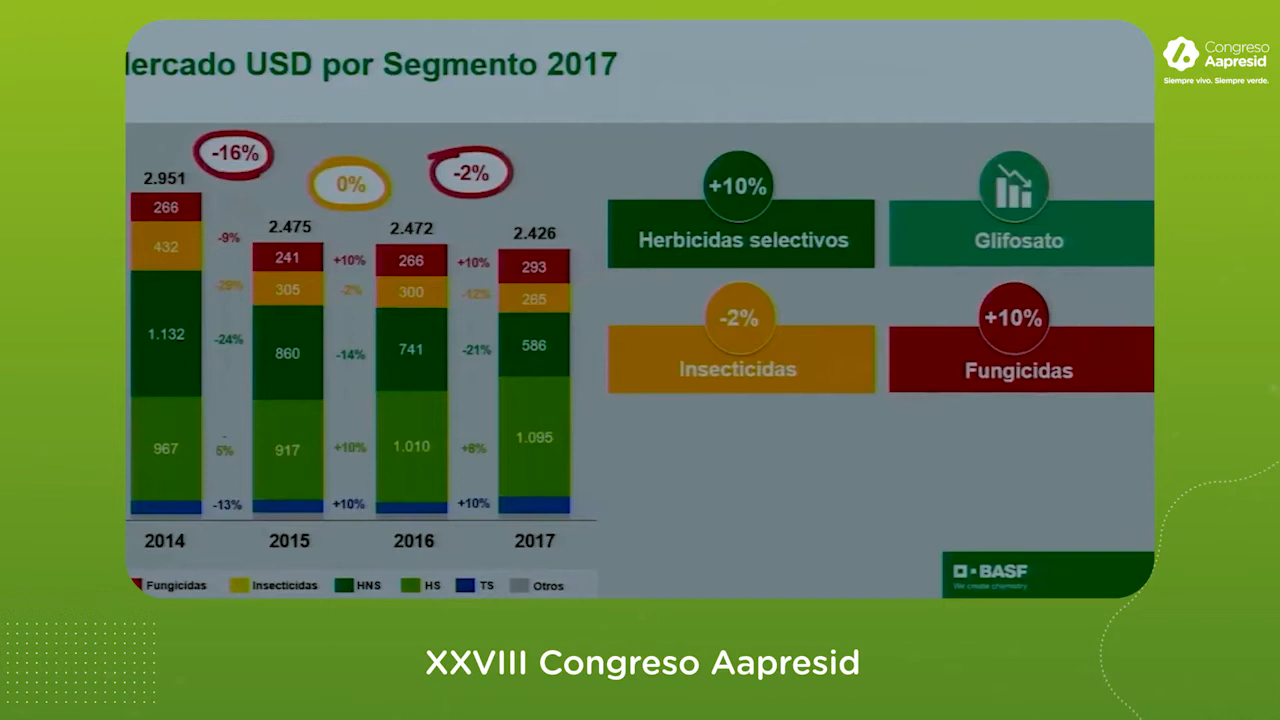 Congreso
Aapresid
Siempre vivo. Siempre verde.
ercado USD por Segmento 2017
-16%
0%
-2%
2.951
2.475
2.472
2.426
266
432
1.132
967
-9%
-29%
-24%
-
5%
-13%
241
305
860
917
+10%
-2%
-14%
+10%
+10%
266
300
741
1.010
+10%
-12%
-21%
+8%
+10%
293
265
586
1.095
2014
2015
2016
2017
Fungicidas
Insecticidas
HNS
HS
TS
Otros
+10%
Herbicidas selectivos
Glifosato
-2%
Insecticidas
+10%
Fungicidas
BASF
We create chemistry
XXVIII Congreso Aapresid